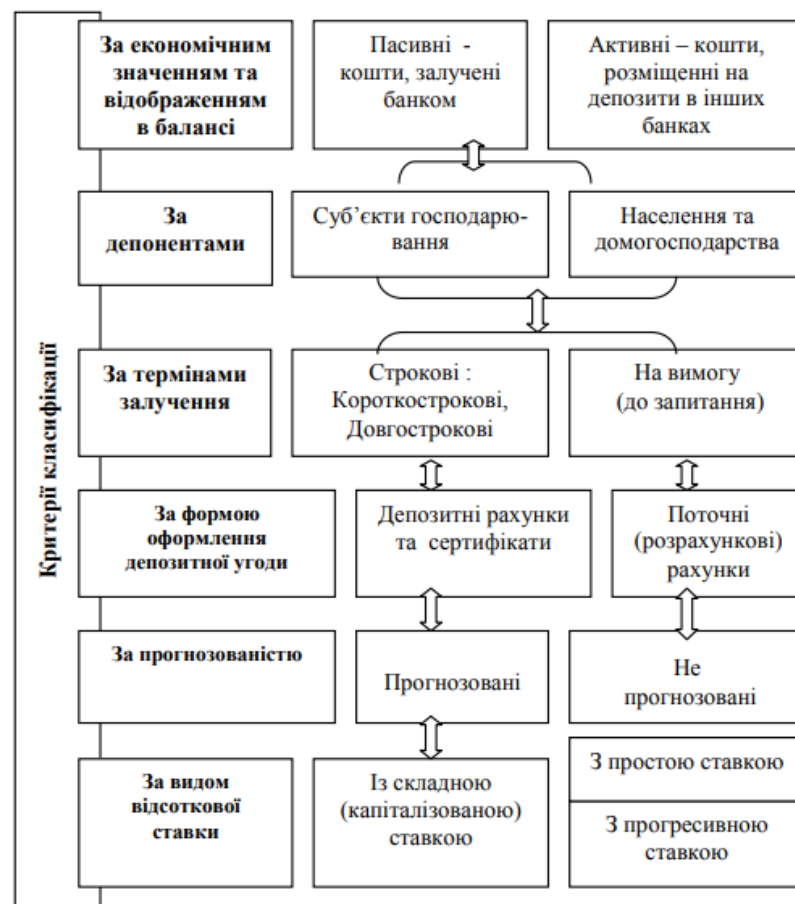 Критерії класифікації
За економічним
значенням та
відображенням
в балансі
Пасивні -
кошти, залучені
банком
Активні – кошти,
розміщенні на
депозити в інших
банках
За
депонентами
Суб’єкти господарю-
вання
Населення та
домогосподарства
За термінами
залучення
Строкові :
Короткострокові,
Довгострокові
На вимогу
(до запитання)
За формою
оформлення
депозитної угоди
Депозитні рахунки
та сертифікати
Поточні
(розрахункові)
рахунки
За прогнозованістю
Прогнозовані
Не
прогнозовані
За видом
відсоткової
ставки
Із складною
(капіталізованою)
ставкою
З простою ставкою
З прогресивною
ставкою